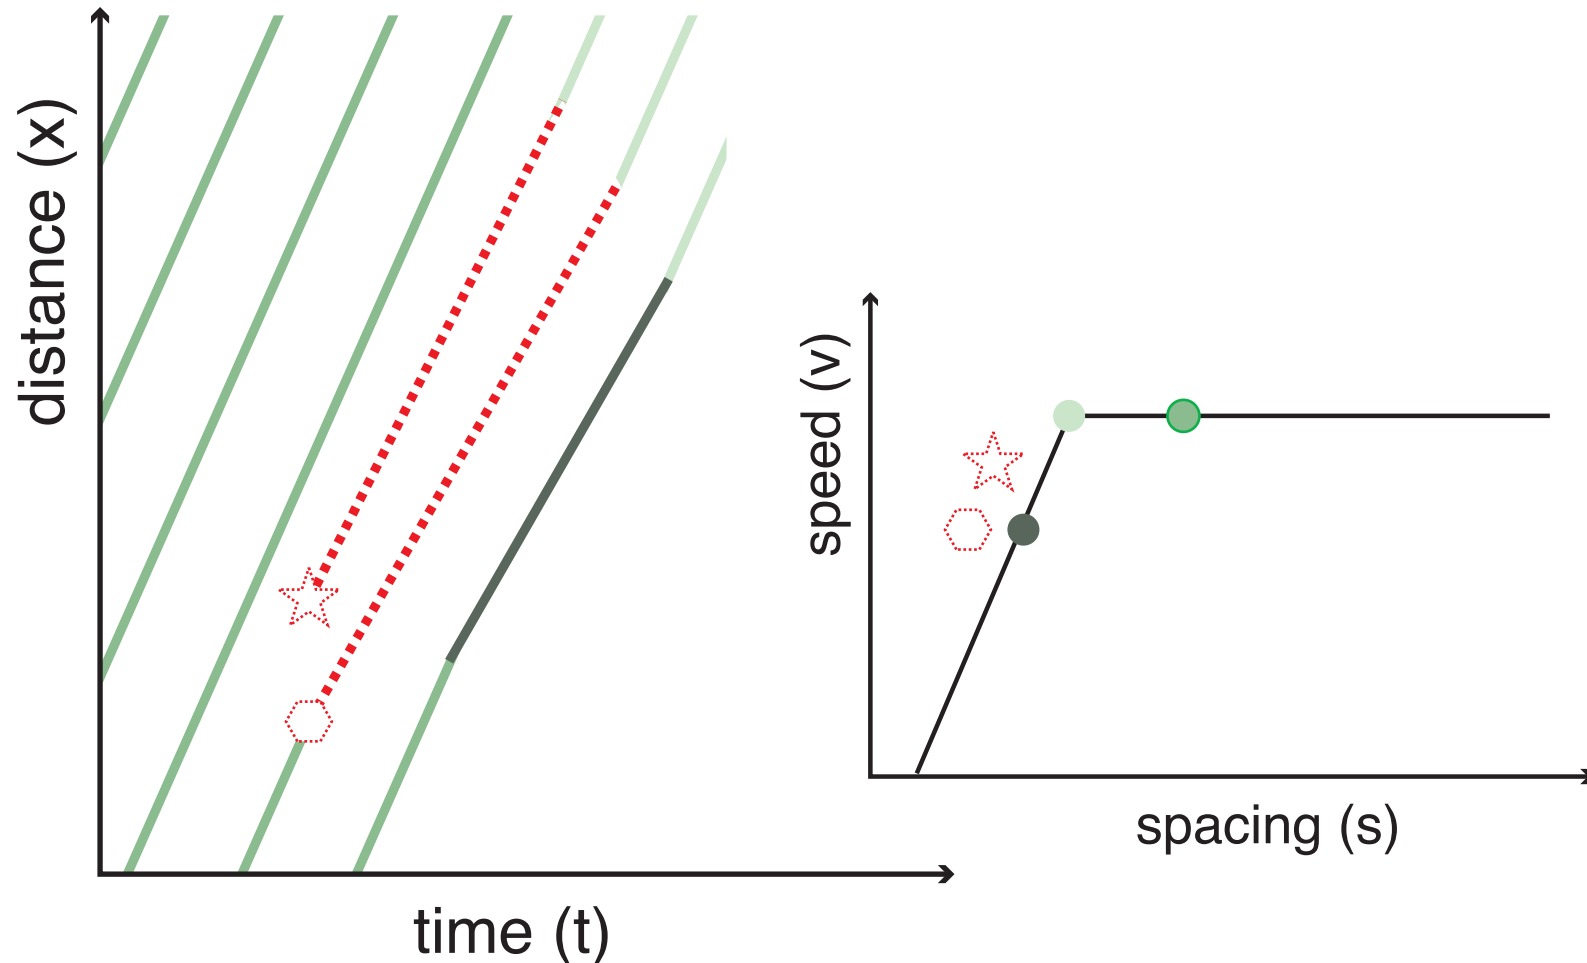 distance (x)
time (t)
speed (v)
spacing (s)